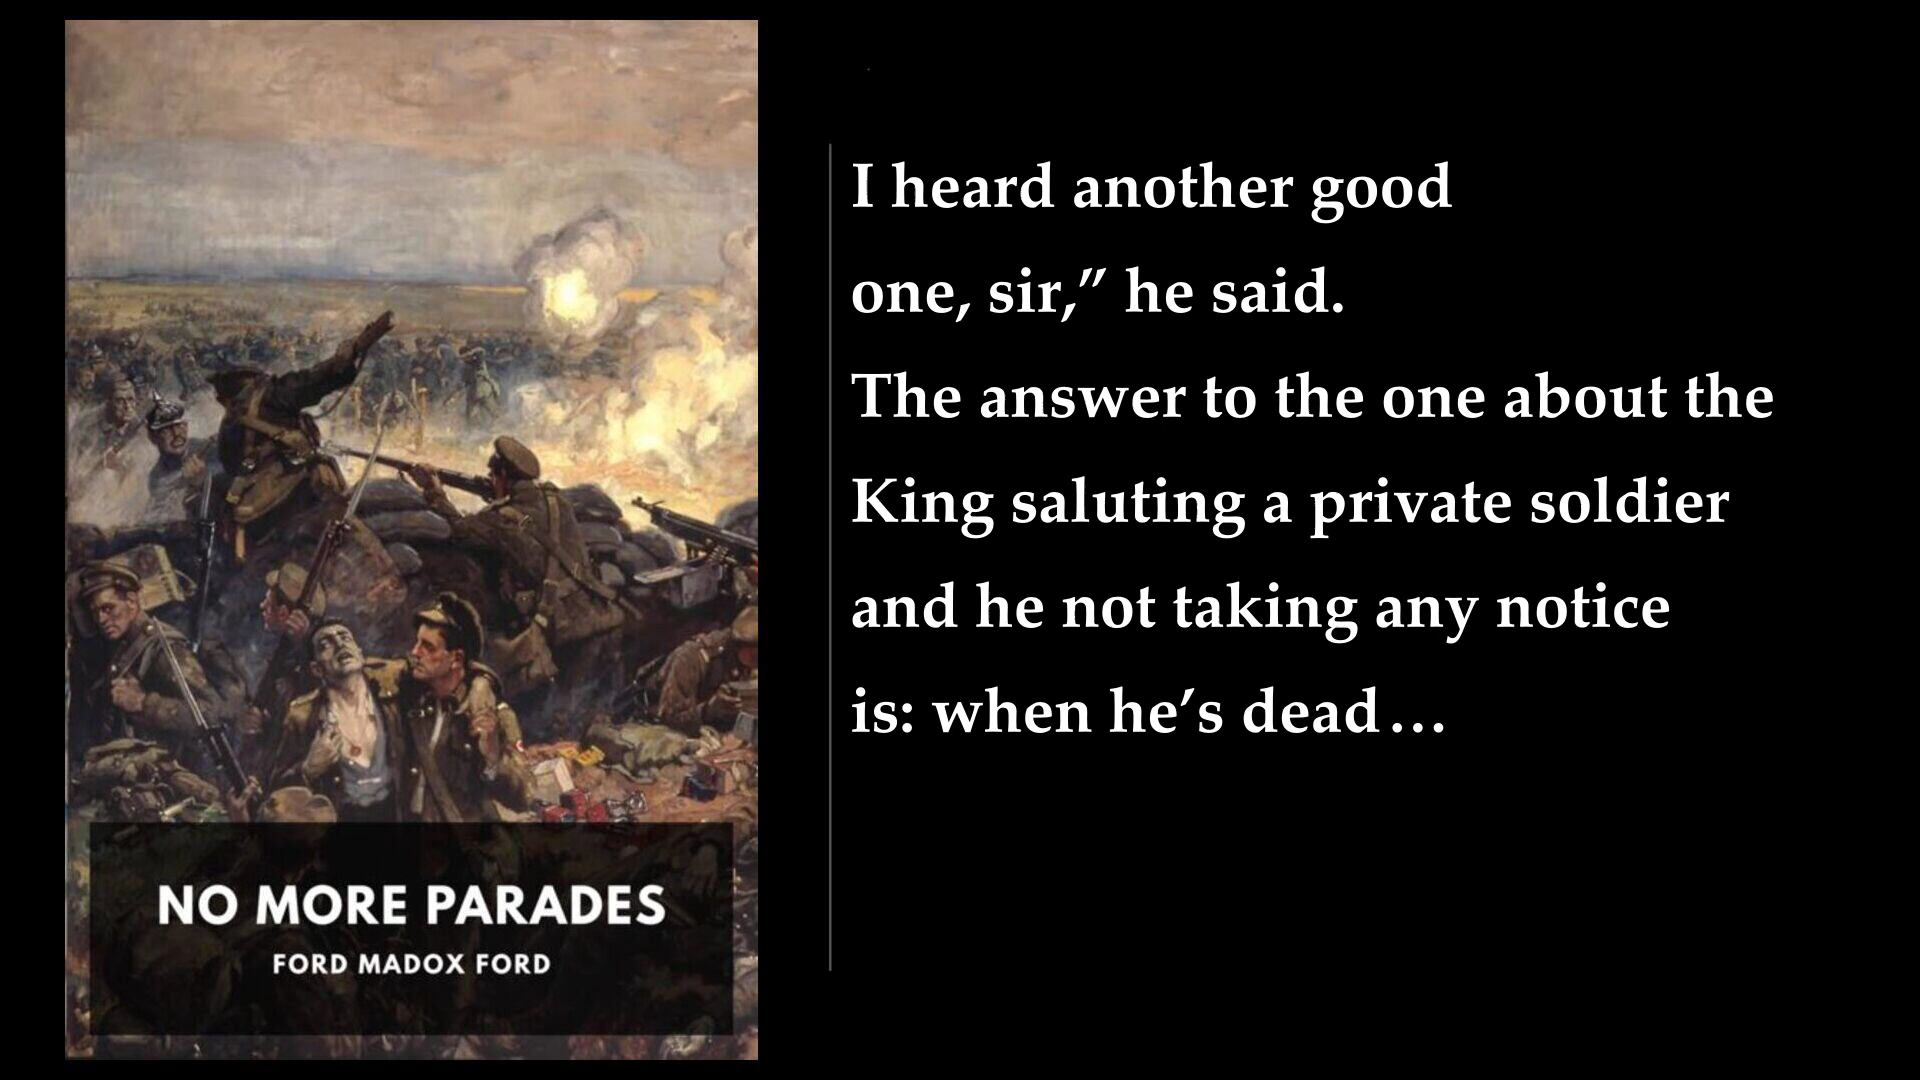 NO MORE PARADES
FORD MADOX FORD
I heard another good
one, sir,” he said.
The answer to the one about the
King saluting a private soldier
and he not taking any notice
is: when he’s dead…